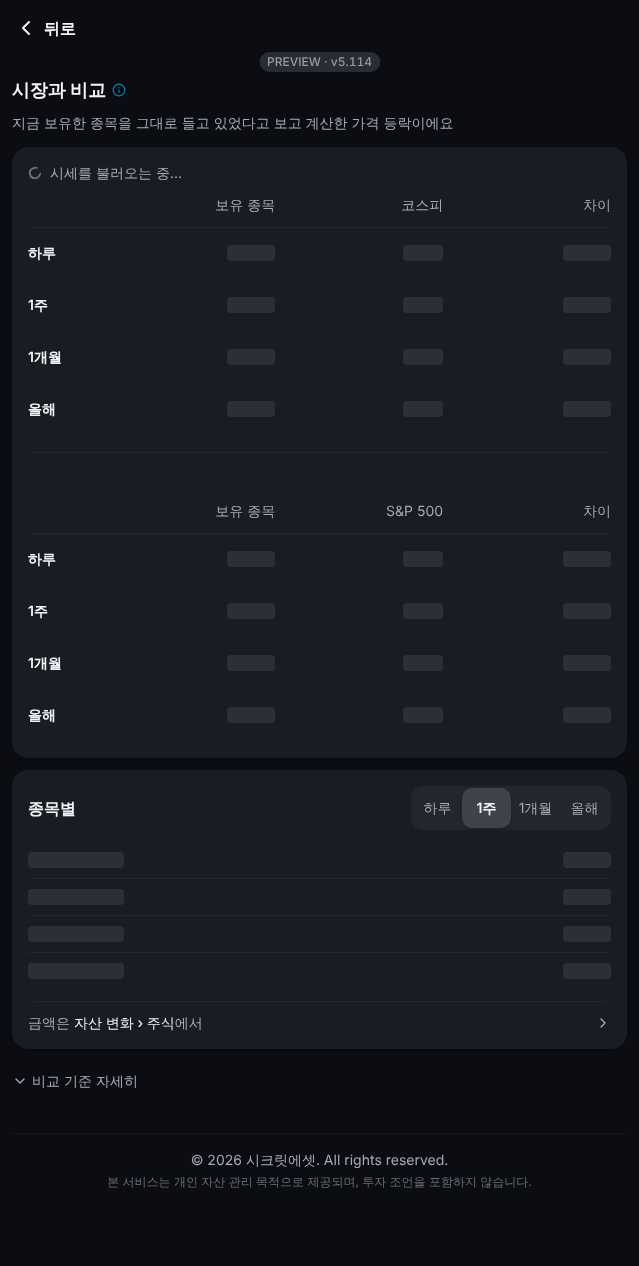 뒤로
PREVIEW · v5.114
시장과 비교
지금 보유한 종목을 그대로 들고 있었다고 보고 계산한 가격 등락이에요
시세를 불러오는 중...
보유 종목 코스피 차이
하루
1주
1개월
올해
보유 종목 S&P 500 차이
하루
1주
1개월
올해
종목별 하루 1주 1개월 올해
금액은 자산 변화 › 주식에서
비교 기준 자세히
© 2026 시크릿에셋. All rights reserved.
본 서비스는 개인 자산 관리 목적으로 제공되며, 투자 조언을 포함하지 않습니다.